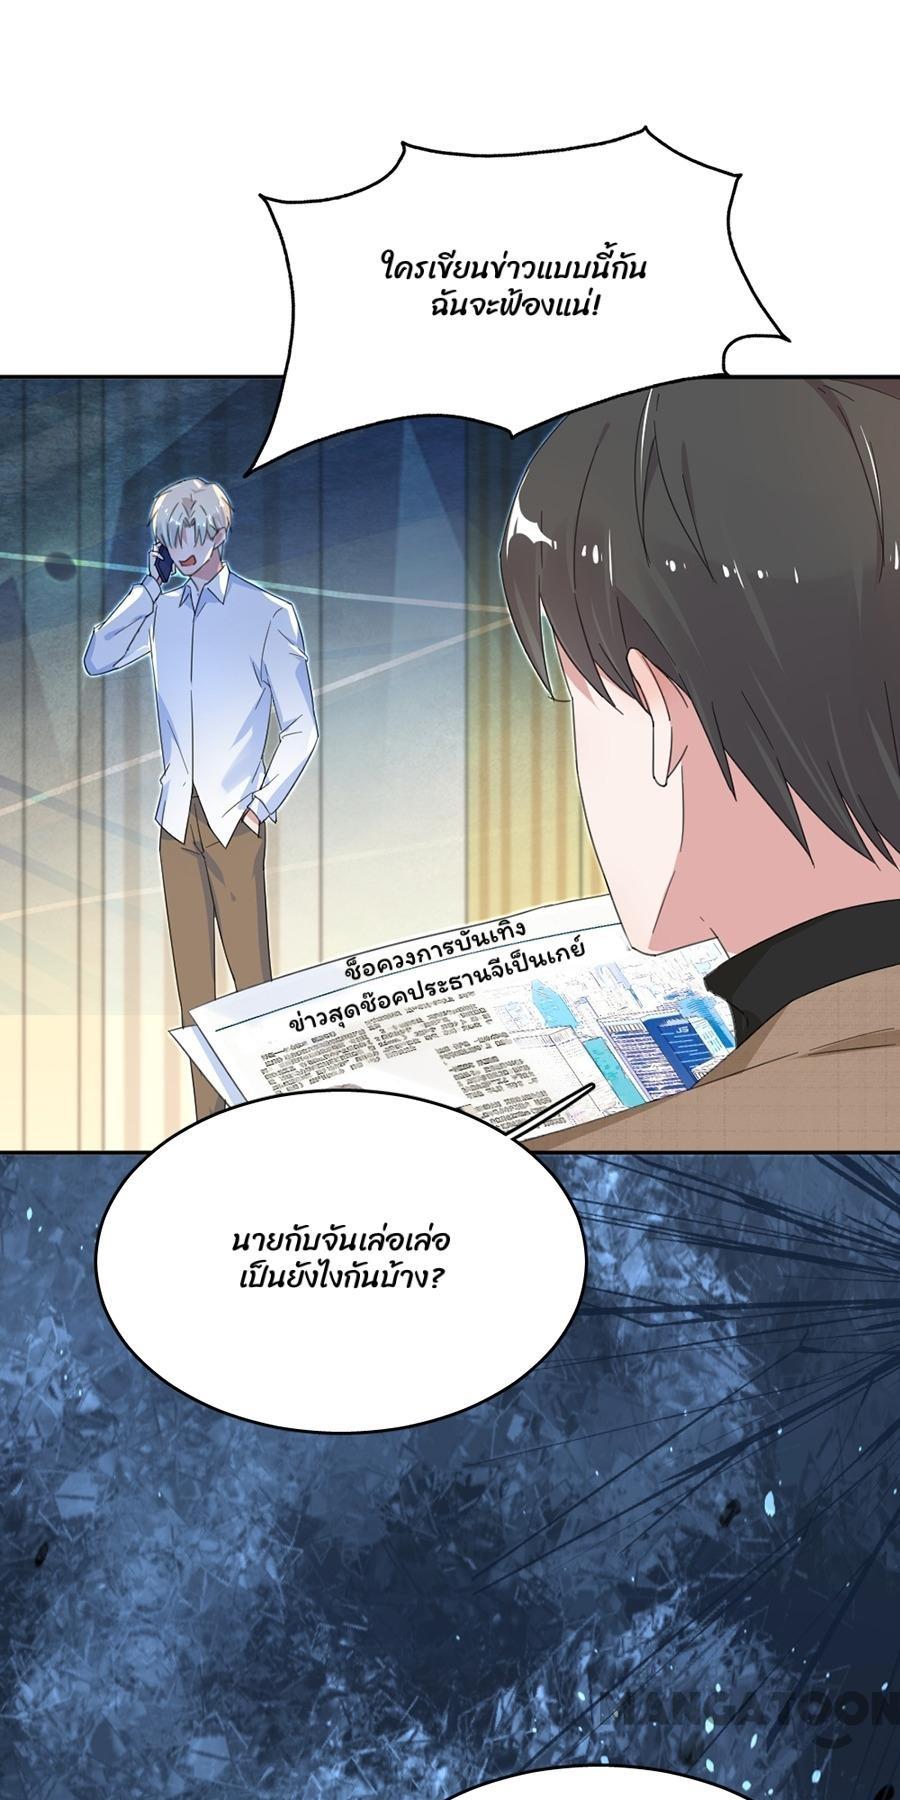 ใครเขียนข่าวแบบนี้กัน
ฉันจะฟ้องแน่!
ช็อควงการบันเทิง
ข่าวสุดช๊อคประธานจีเป็นเกย์
นายกับจันเล่อเล่อ
เป็นยังไงกันบ้าง?
MANGATOON